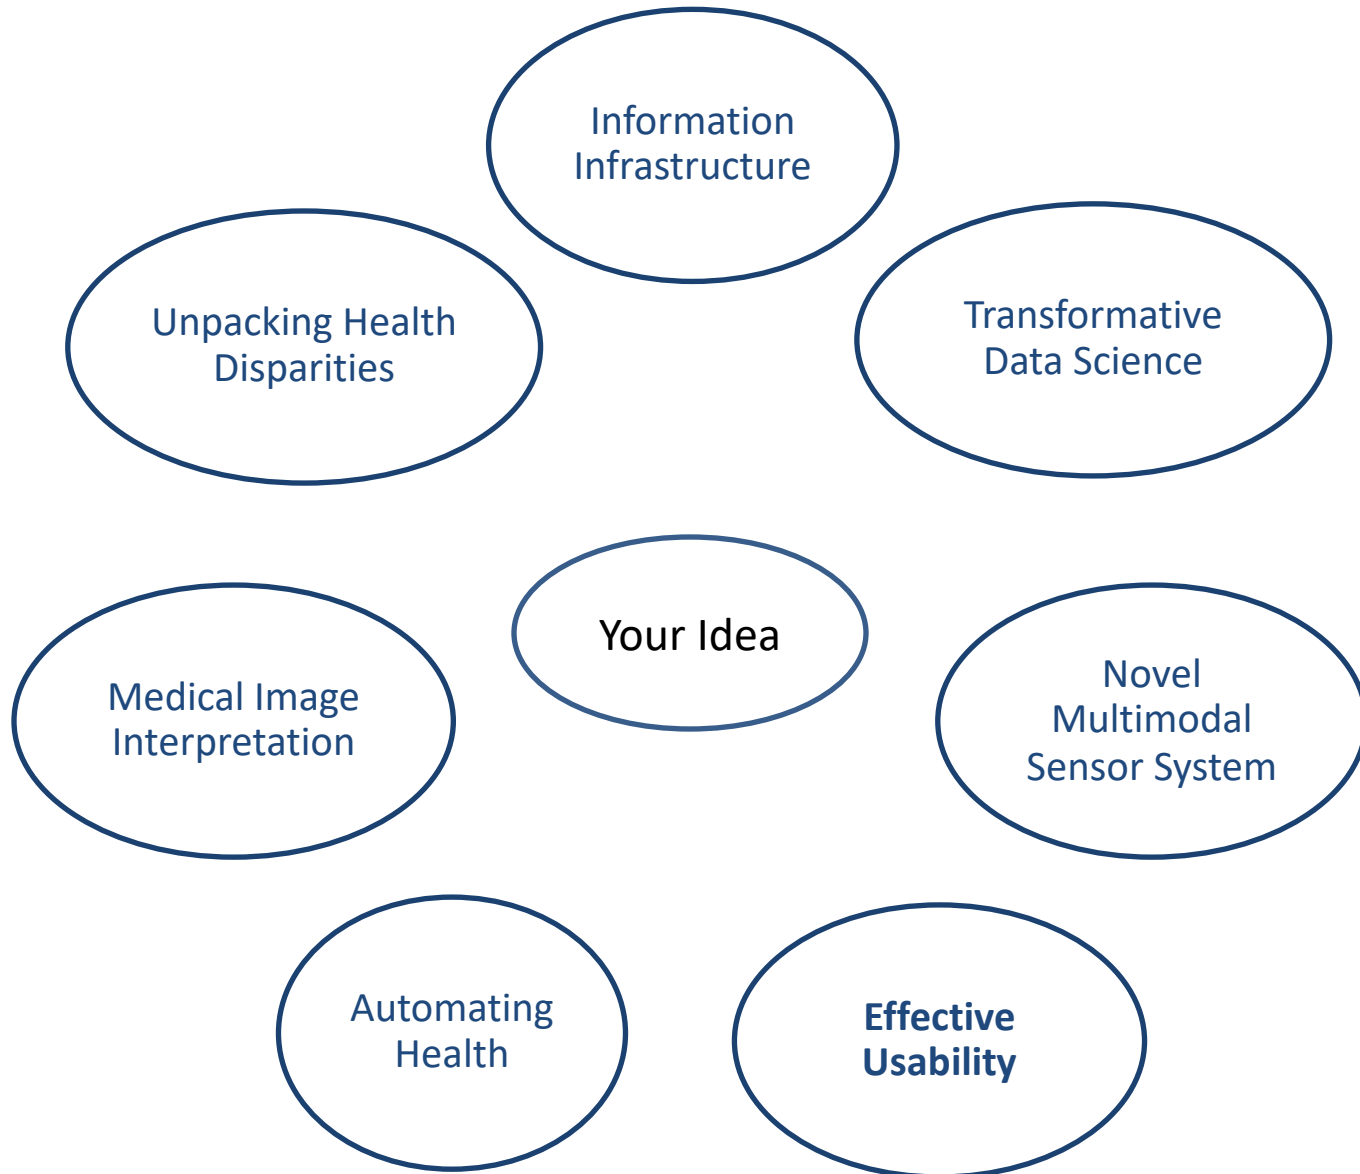 Information
Infrastructure
Unpacking Health
Disparities
Transformative
Data Science
Your Idea
Medical Image
Interpretation
Novel
Multimodal
Sensor System
Automating
Health
Effective
Usability